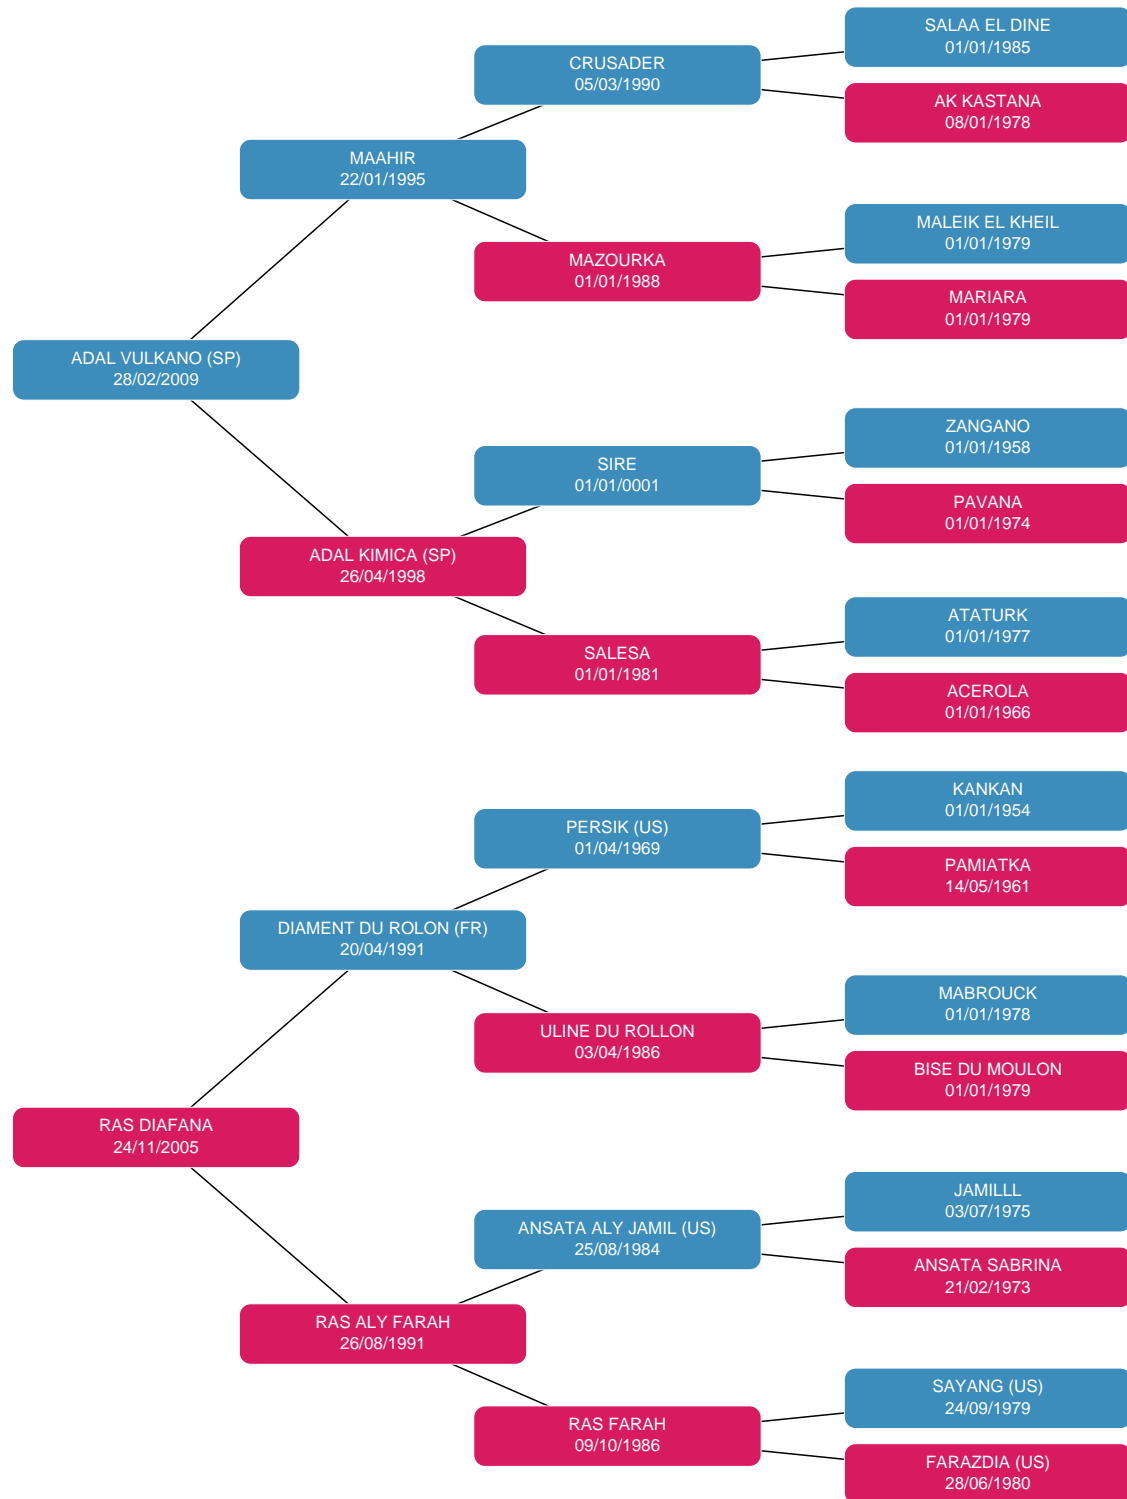 SALAA EL DINE
01/01/1985
CRUSADER
05/03/1990
AK KASTANA
08/01/1978
MAAHIR
22/01/1995
MALEIK EL KHEIL
01/01/1979
MAZOURKA
01/01/1988
MARIARA
01/01/1979
ADAL VULKANO (SP)
28/02/2009
ZANGANO
01/01/1958
SIRE
01/01/0001
PAVANA
01/01/1974
ADAL KIMICA (SP)
26/04/1998
ATATURK
01/01/1977
SALESA
01/01/1981
ACEROLA
01/01/1966
KANKAN
01/01/1954
PERSIK (US)
01/04/1969
PAMIATKA
14/05/1961
DIAMENT DU ROLON (FR)
20/04/1991
MABROUCK
01/01/1978
ULINE DU ROLLON
03/04/1986
BISE DU MOULON
01/01/1979
RAS DIAFANA
24/11/2005
JAMILLL
03/07/1975
ANSATA ALY JAMIL (US)
25/08/1984
ANSATA SABRINA
21/02/1973
RAS ALY FARAH
26/08/1991
SAYANG (US)
24/09/1979
RAS FARAH
09/10/1986
FARAZDIA (US)
28/06/1980